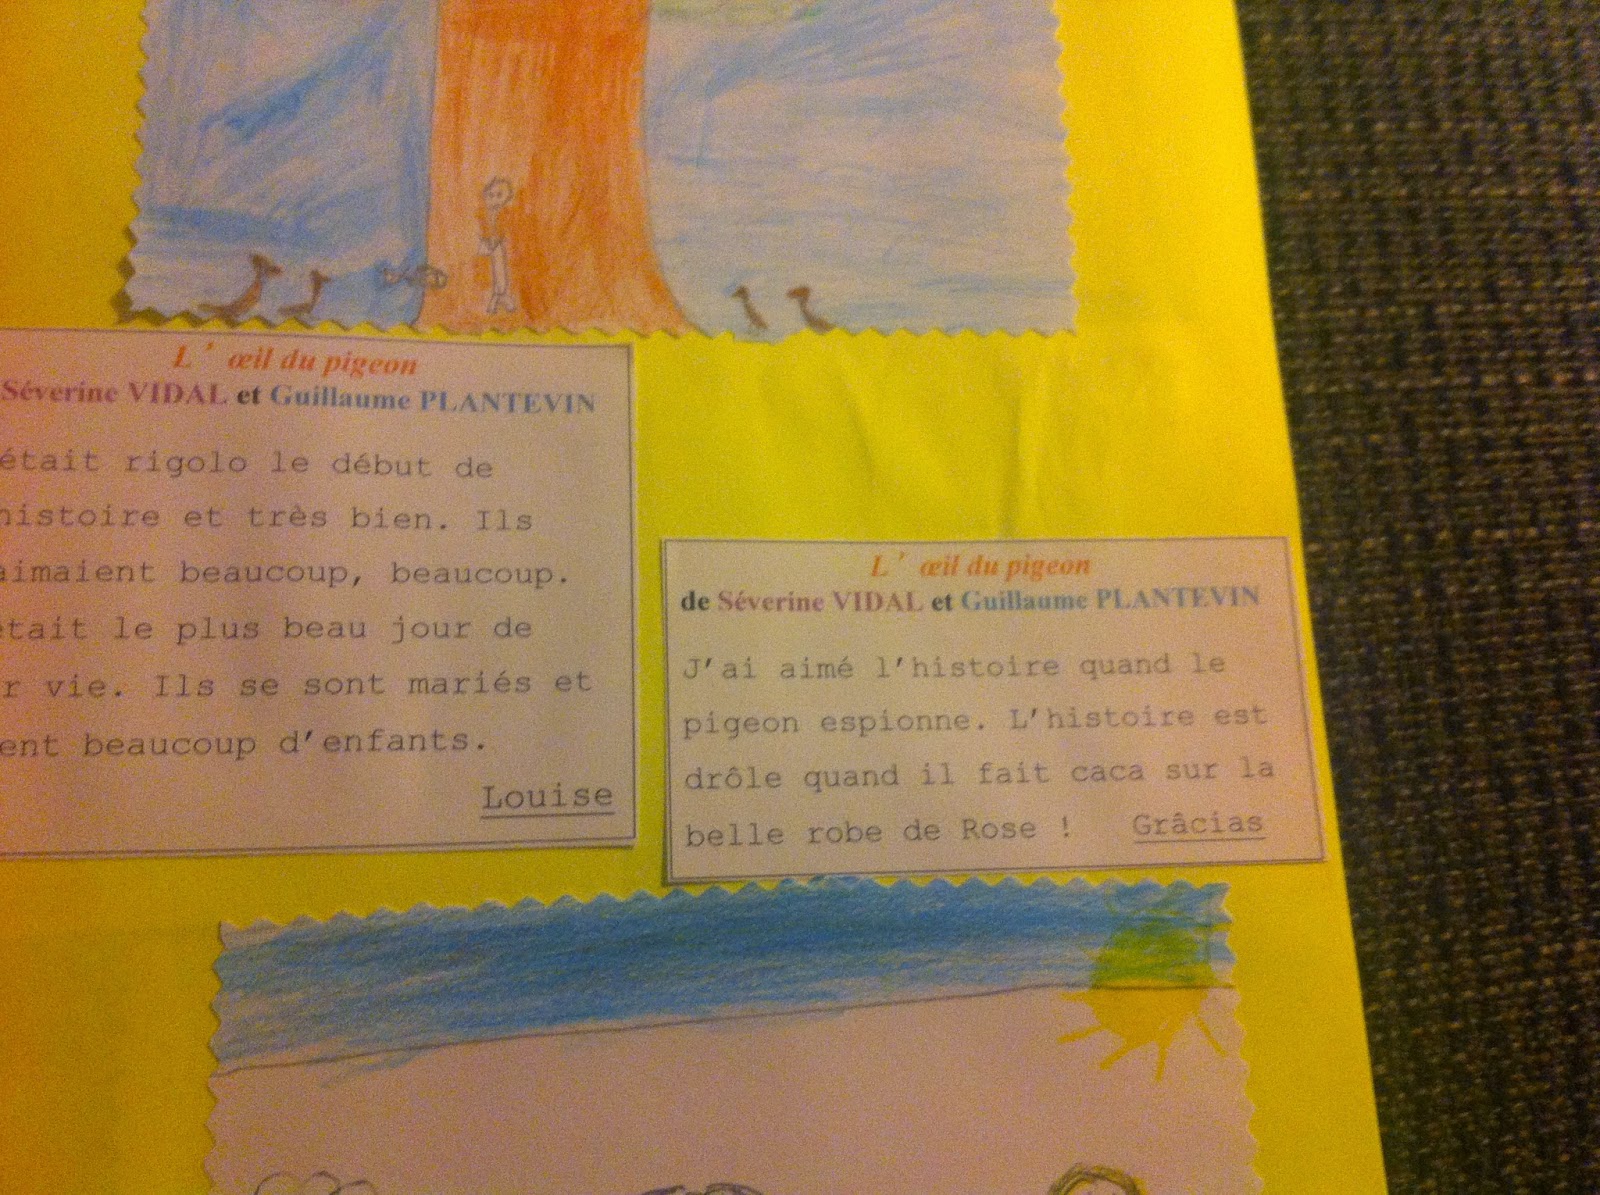 L' œil du pigeon
Séverine VIDAL et Guillaume PLANTEVIN
était rigolo le début de
histoire et très bien. Ils
aimaient beaucoup, beaucoup.
était le plus beau jour de
r vie. Ils se sont mariés et
ent beaucoup d'enfants.
Louise
L' œil du pigeon
de Séverine VIDAL et Guillaume PLANTEVIN
J'ai aimé l'histoire quand le
pigeon espionne. L'histoire est
drôle quand il fait caca sur la
belle robe de Rose ! Grâcias